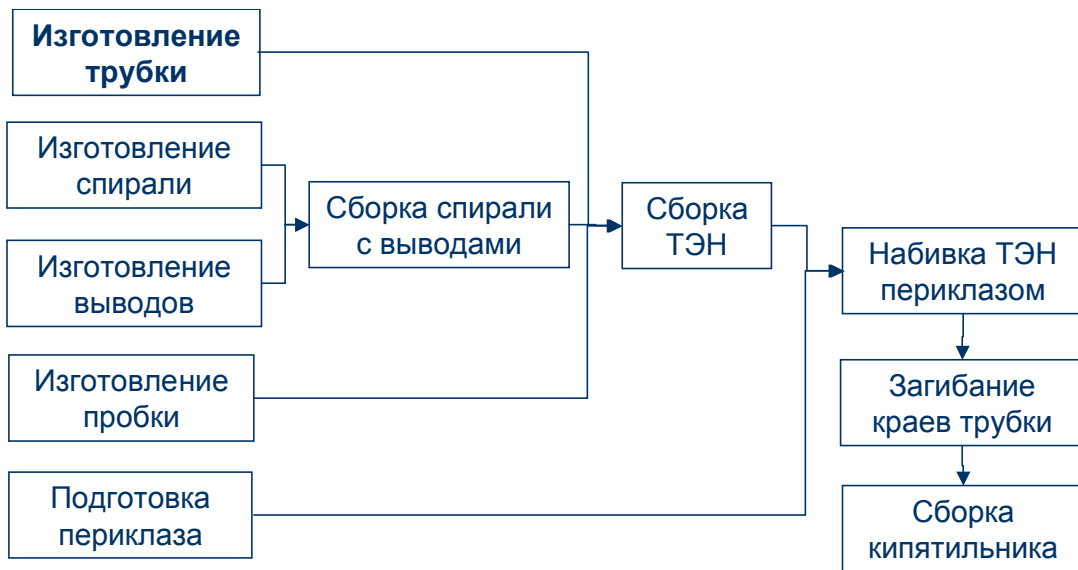 Изготовление
трубки
Изготовление
спирали
Изготовление
выводов
Изготовление
пробки
Подготовка
периклаза
Сборка спирали
с выводами
Сборка
ТЭН
Набивка ТЭН
периклазом
Загибание
краев трубки
Сборка
кипятильника